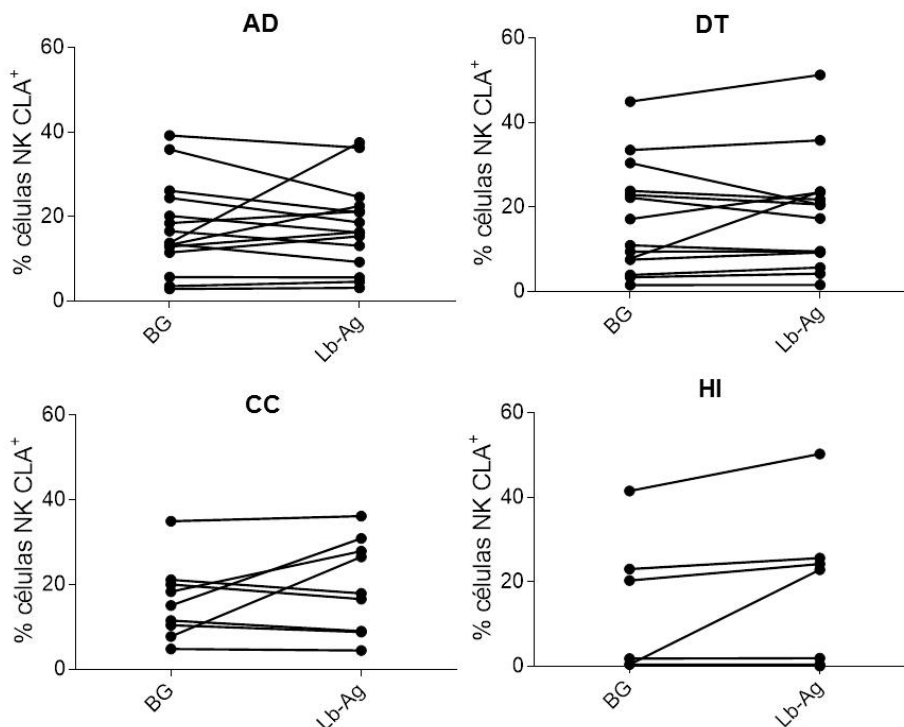 AD
% células NK CLA⁺
60
40
20
0
BG
Lb-Ag
DT
% células NK CLA⁺
60
40
20
0
BG
Lb-Ag
CC
% células NK CLA⁺
60
40
20
0
BG
Lb-Ag
HI
% células NK CLA⁺
60
40
20
0
BG
Lb-Ag